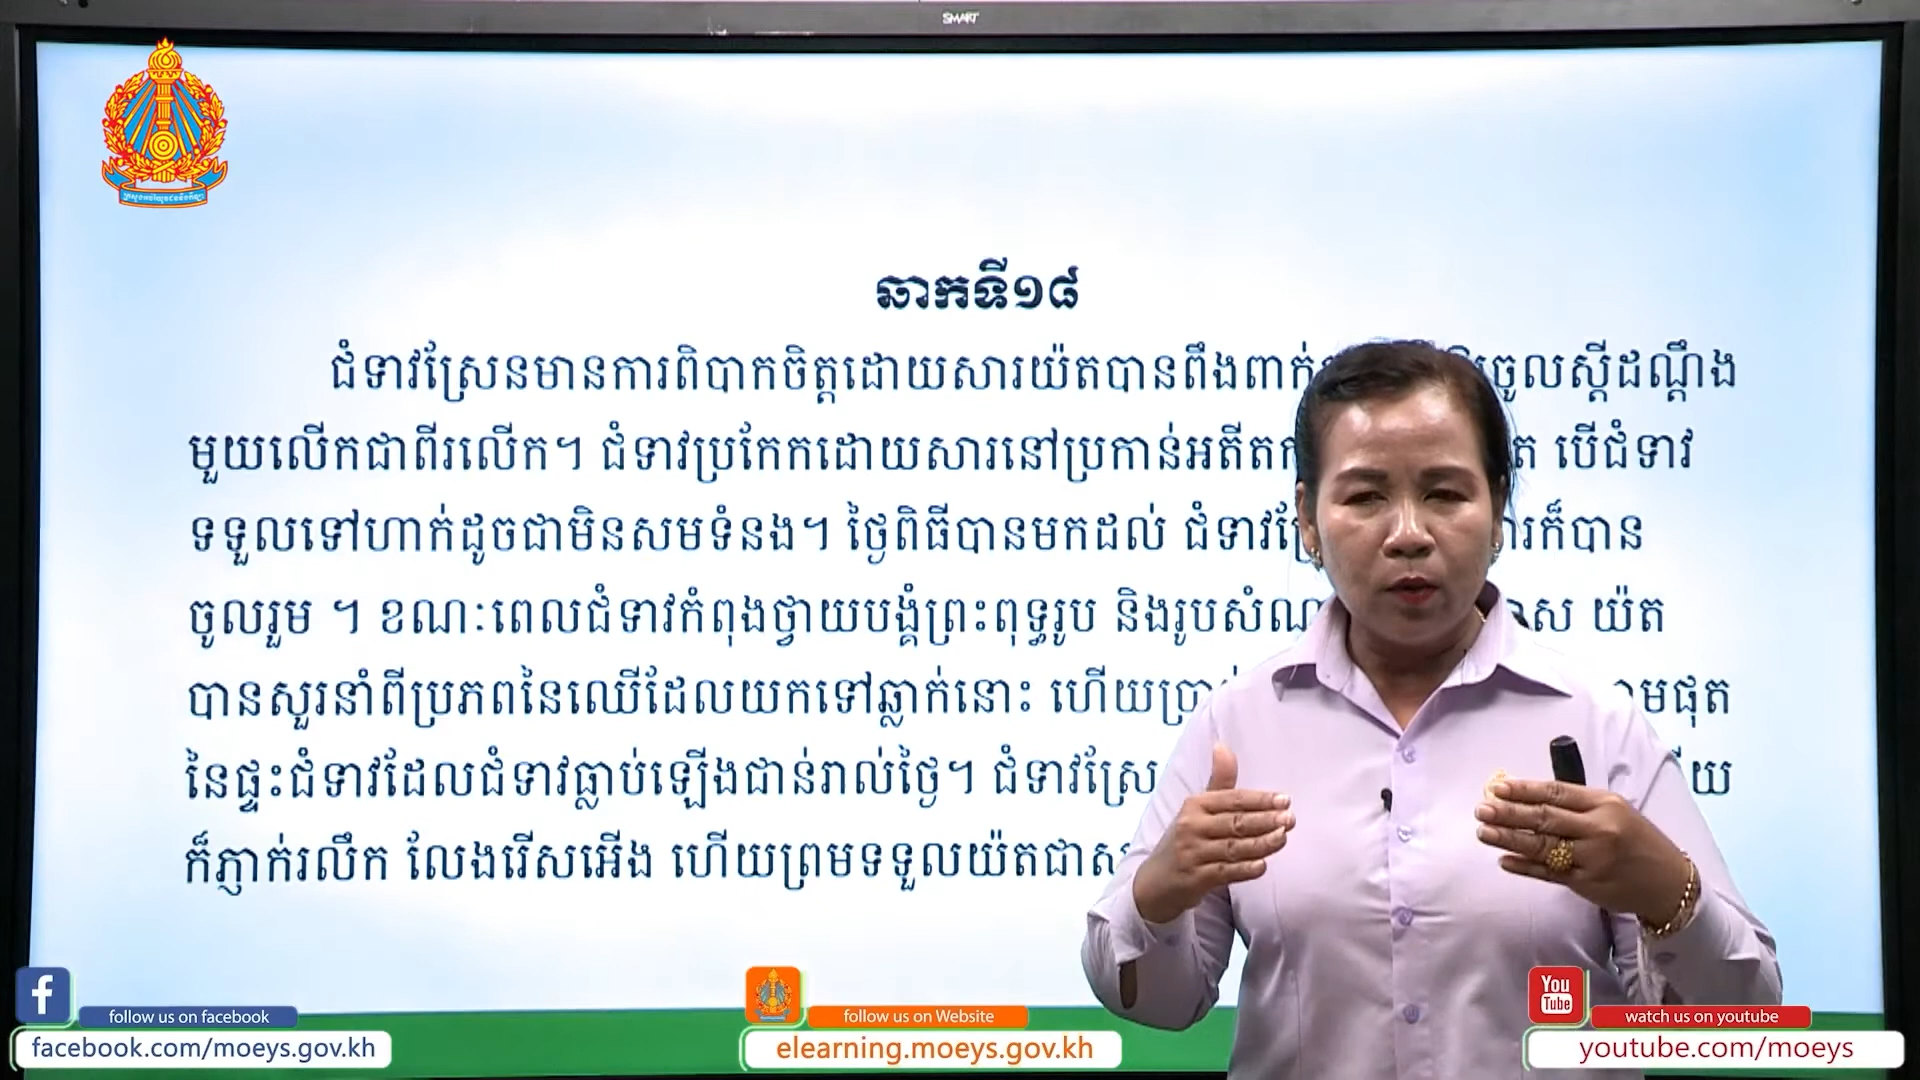 SMART
ឆាកទី១៨
ជំទាវស្រែនមានការពិបាកចិត្តដោយសារយ៉តបានពឹងពាក់ ចូលស្ដីដណ្ដឹង
មួយលើកជាពីរលើក។ ជំទាវប្រកែកដោយសារនៅប្រកាន់អតីត បើជំទាវ
ទទួលទៅហាក់ដូចជាមិនសមទំនង។ ថ្ងៃពិធីបានមកដល់ ជំទាវ ក៏បាន
ចូលរួម ។ ខណៈពេលជំទាវកំពុងថ្វាយបង្គំព្រះពុទ្ធរូប និងរូបសំណ យ៉ត
បានសួរនាំពីប្រភពនៃឈើដែលយកទៅឆ្លាក់នោះ ហើយ ផុត
នៃផ្ទះជំទាវដែលជំទាវធ្លាប់ឡើងជាន់រាល់ថ្ងៃ។ ជំទាវ
ក៏ភ្ញាក់រលឹក លែងរើសអើង ហើយព្រមទទួលយ៉តជា
follow us on facebook
facebook.com/moeys.gov.kh
follow us on Website
elearning.moeys.gov.kh
You
Tube
watch us on youtube
youtube.com/moeys